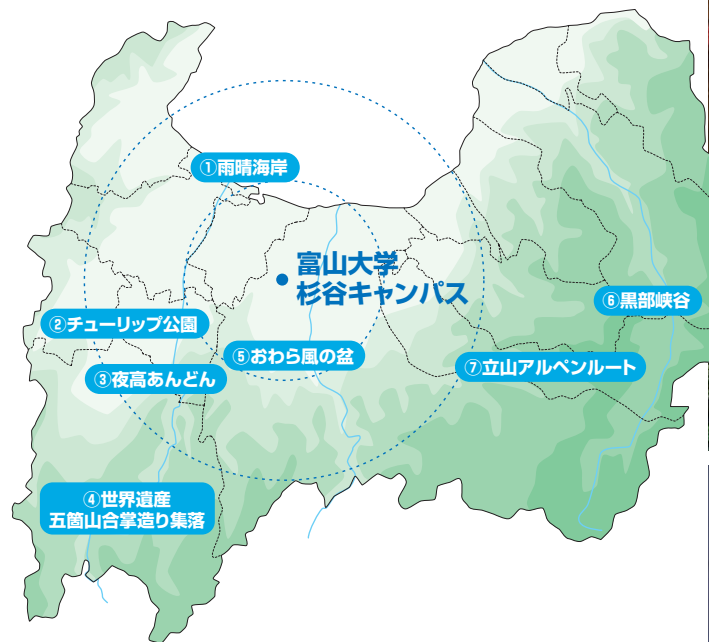 ①雨晴海岸
富山大学
杉谷キャンパス
⑥黒部峡谷
②チューリップ公園
⑤おわら風の盆
⑦立山アルペンルート
③夜高あんどん
④世界遺産
五箇山合掌造り集落